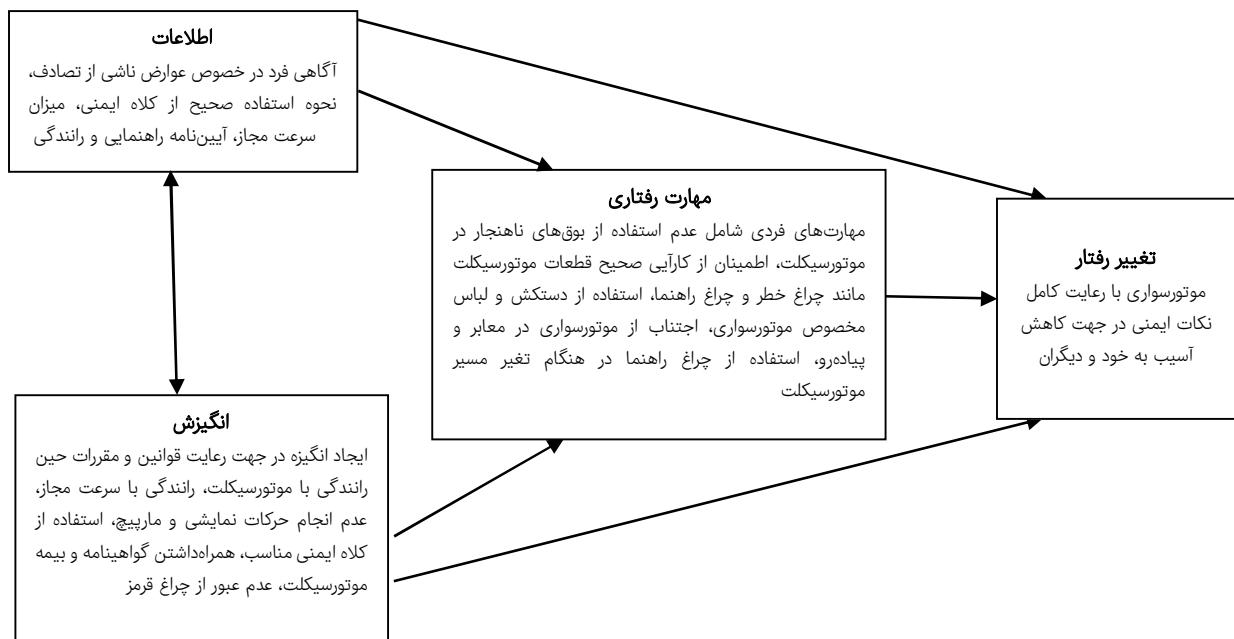 اطلاعات
آگاهی فرد در خصوص عوارض ناشی از تصادف،
نحوه استفاده صحیح از کلاه ایمنی، میزان
سرعت مجاز، آیین‌نامه راهنمایی و رانندگی
مهارت رفتاری
مهارت‌های فردی شامل عدم استفاده از بوق‌های ناهنجار در
موتورسیکلت، اطمینان از کارآیی صحیح قطعات موتورسیکلت
مانند چراغ خطر و چراغ راهنما، استفاده از دستکش و لباس
مخصوص موتورسواری، اجتناب از موتورسواری در معابر و
پیاده‌رو، استفاده از چراغ راهنما در هنگام تغیر مسیر
موتورسیکلت
تغییر رفتار
موتورسواری با رعایت کامل
نکات ایمنی در جهت کاهش
آسیب به خود و دیگران
انگیزش
ایجاد انگیزه در جهت رعایت قوانین و مقررات حین
رانندگی با موتورسیکلت، رانندگی با سرعت مجاز،
عدم انجام حرکات نمایشی و مارپیچ، استفاده از
کلاه ایمنی مناسب، همراه‌داشتن گواهینامه و بیمه
موتورسیکلت، عدم عبور از چراغ قرمز